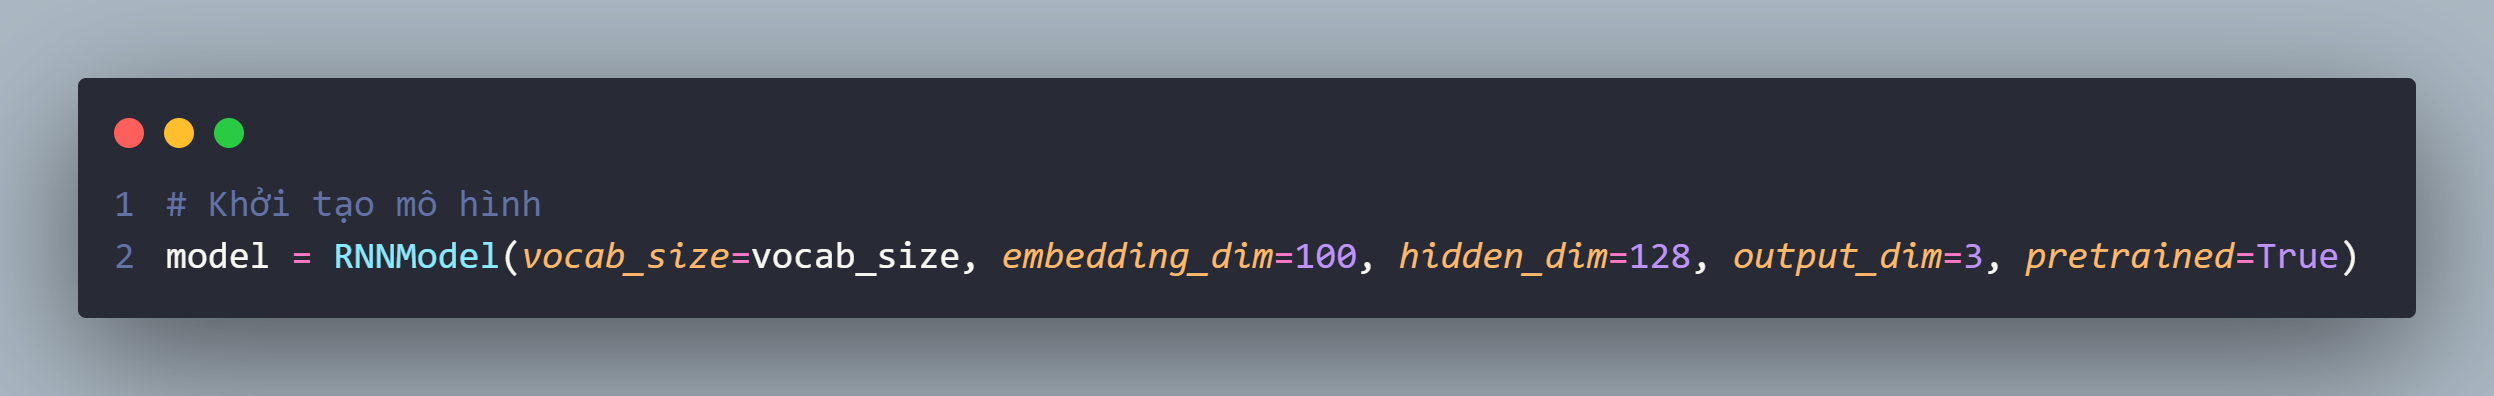 1 # Khởi tạo mô hình
2 model = RNNModel(vocab_size=vocab_size, embedding_dim=100, hidden_dim=128, output_dim=3, pretrained=True)